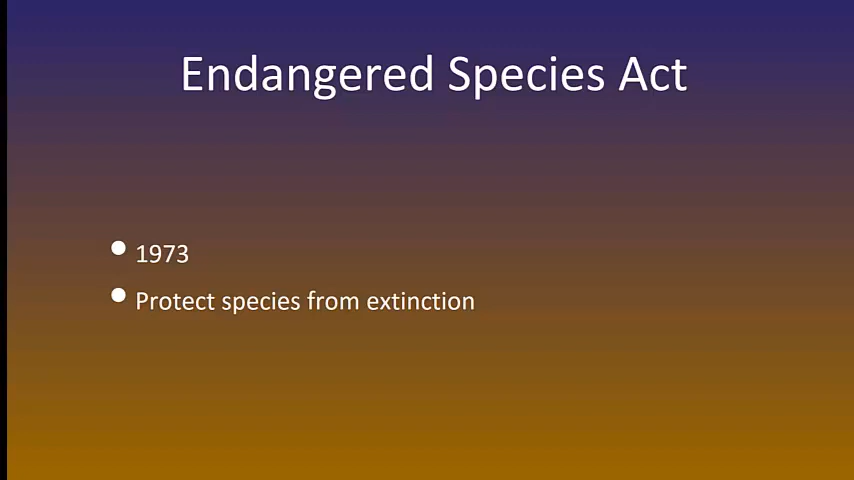 Endangered Species Act
• 1973
• Protect species from extinction